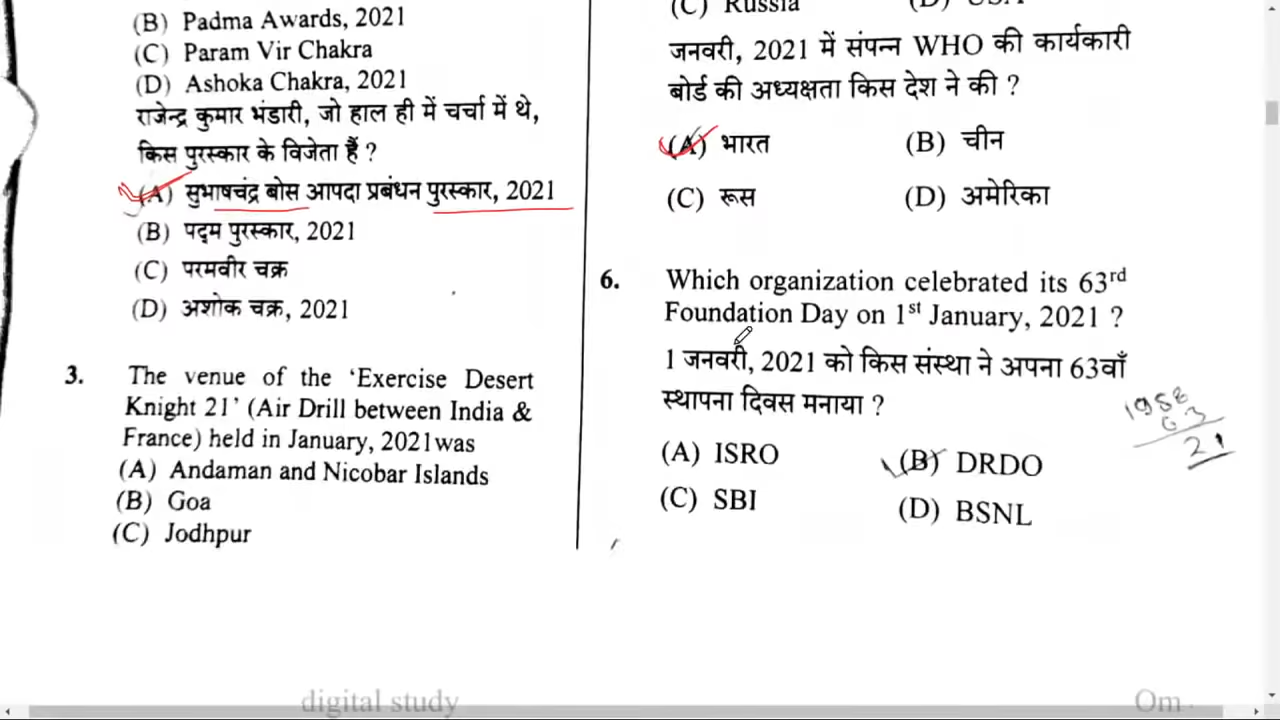 (B) Padma Awards, 2021
(C) Param Vir Chakra
(D) Ashoka Chakra, 2021
राजेन्द्र कुमार भंडारी, जो हाल ही में चर्चा में थे,
किस पुरस्कार के विजेता हैं ?
(A) सुभाषचंद्र बोस आपदा प्रबंधन पुरस्कार, 2021
(B) पद्म पुरस्कार, 2021
(C) परमवीर चक्र
(D) अशोक चक्र, 2021
3. The venue of the ‘Exercise Desert
Knight 21’ (Air Drill between India &
France) held in January, 2021was
(A) Andaman and Nicobar Islands
(B) Goa
(C) Jodhpur
(C) Russia (D) USA
जनवरी, 2021 में संपन्न WHO की कार्यकारी
बोर्ड की अध्यक्षता किस देश ने की ?
(A) भारत (B) चीन
(C) रूस (D) अमेरिका
6. Which organization celebrated its 63rd
Foundation Day on 1st January, 2021 ?
1 जनवरी, 2021 को किस संस्था ने अपना 63वाँ
स्थापना दिवस मनाया ?
1958
63
21
(A) ISRO (B) DRDO
(C) SBI (D) BSNL
digital study Om